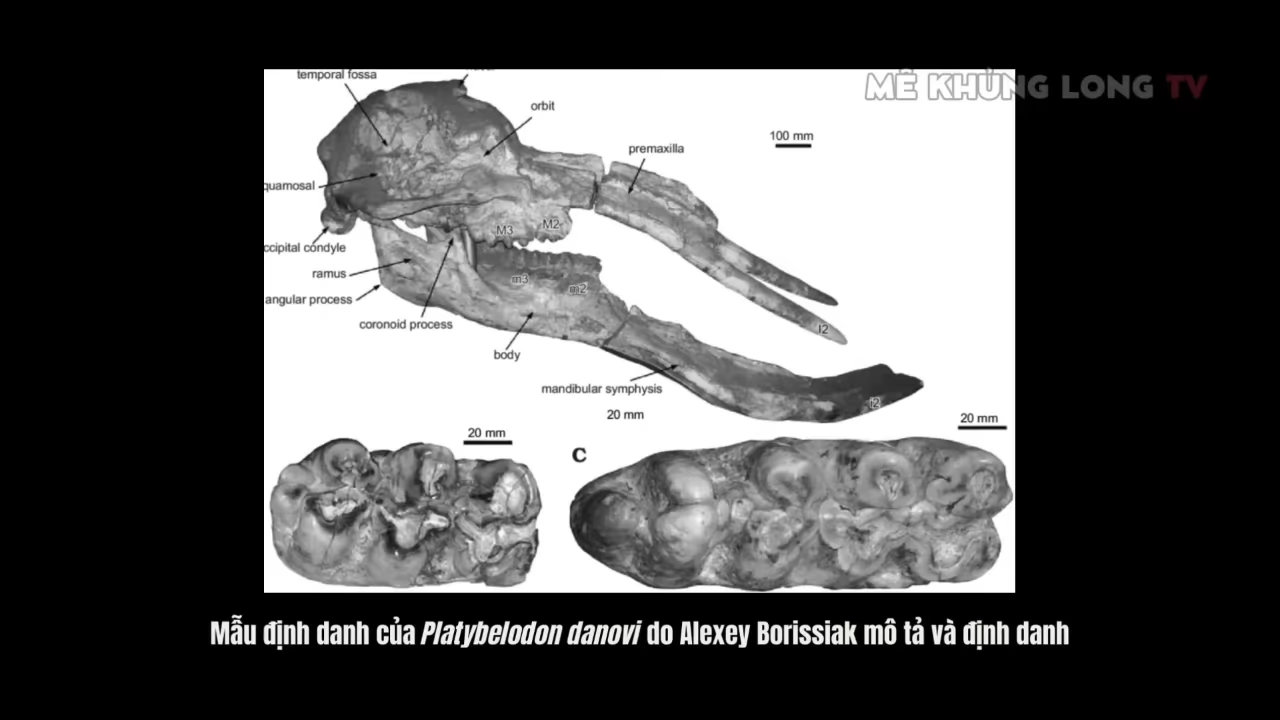 temporal fossa
MÊ KHỦNG LONG TV
orbit
100 mm
premaxilla
quamosal
M3
M2
ccipital condyle
ramus
m3
m2
angular process
coronoid process
I2
body
mandibular symphysis
i2
20 mm
20 mm
20 mm
C
Mẫu định danh của Platybelodon danovi do Alexey Borissiak mô tả và định danh